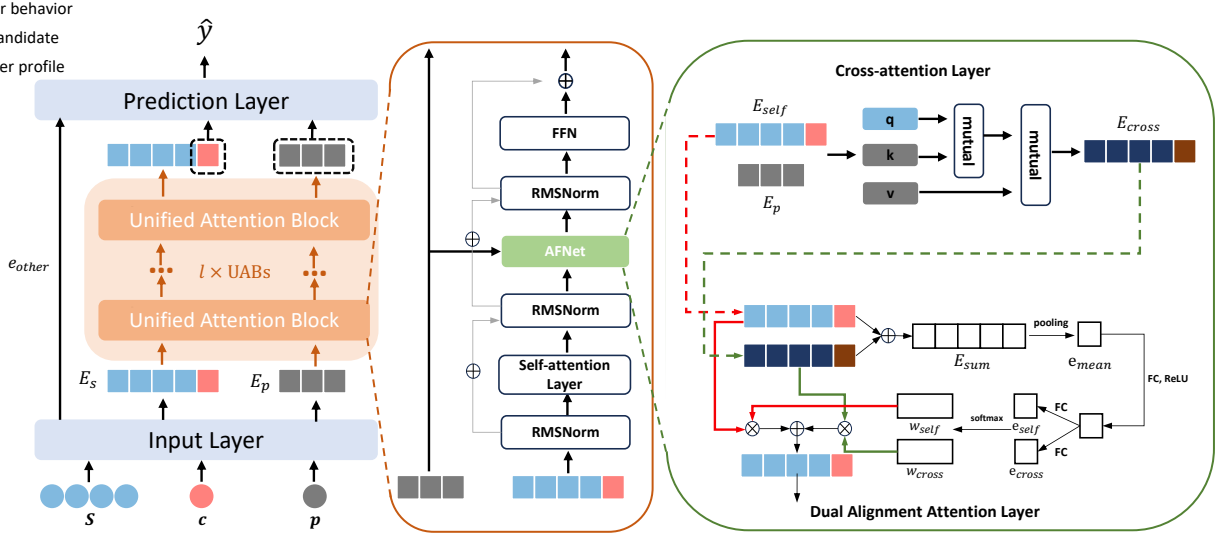 r behavior
andidate
er profile
ŷ
Prediction Layer
Unified Attention Block
l × UABs
Unified Attention Block
e_other
E_s
E_p
Input Layer
s
c
p
FFN
RMSNorm
AFNet
RMSNorm
Self-attention
Layer
RMSNorm
Cross-attention Layer
E_self
E_p
q
k
v
mutual
mutual
E_cross
pooling
E_sum
e_mean
FC, ReLU
FC
FC
e_self
e_cross
softmax
w_self
w_cross
Dual Alignment Attention Layer